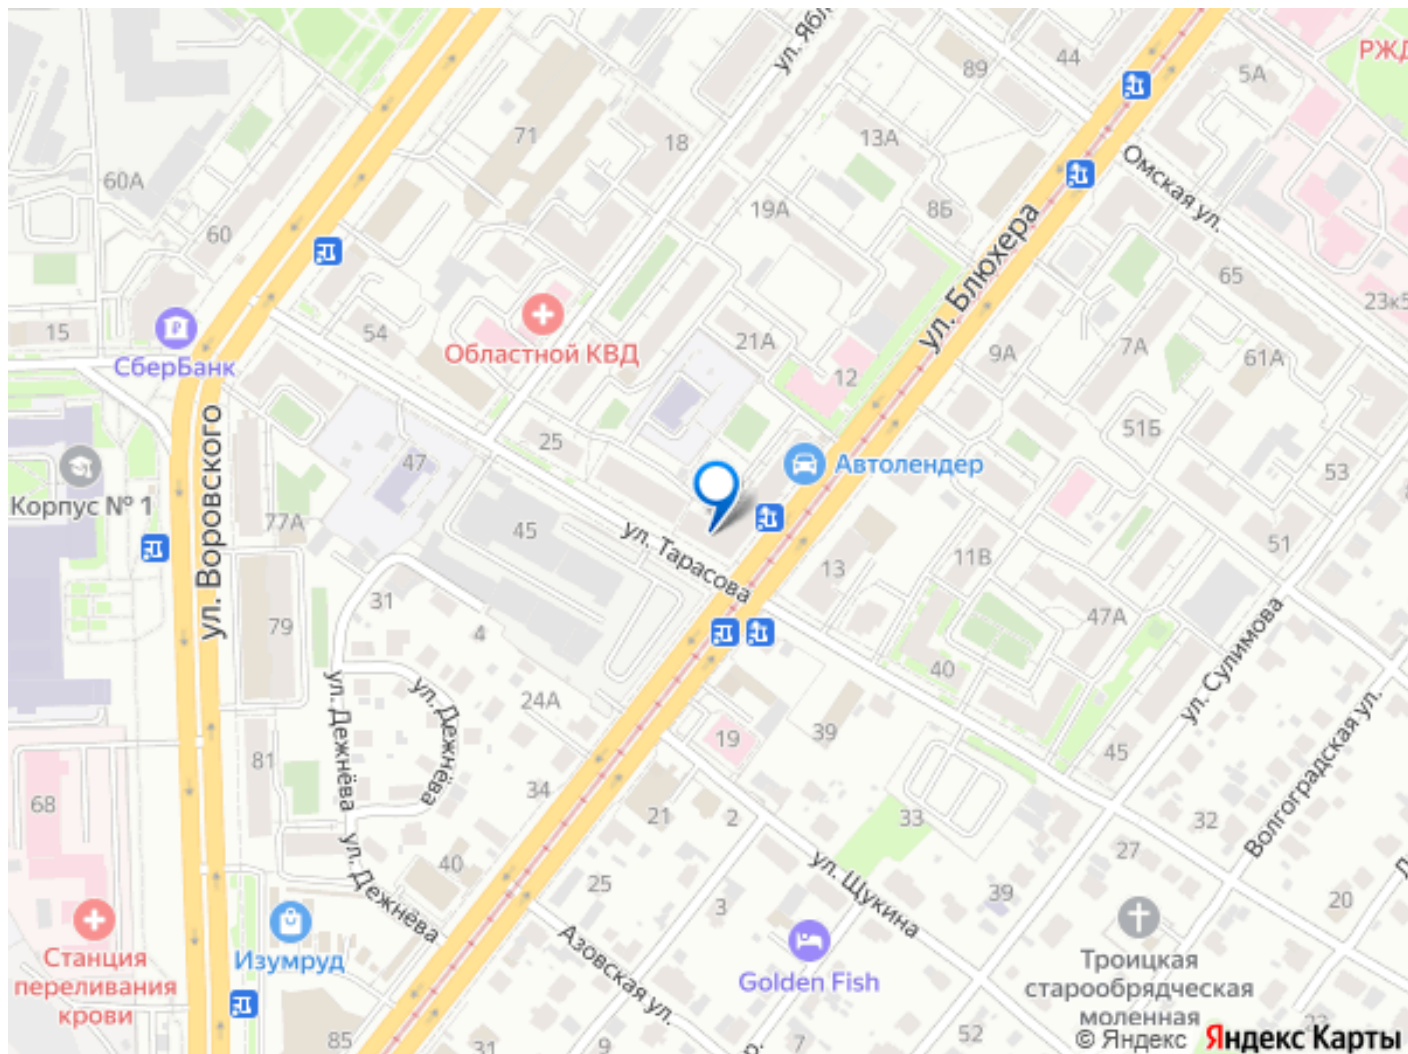 ул. Ябл
РЖД
44
89
5А
71
18
13А
Омская ул.
60А
19А
8Б
60
ул. Блюхера
65
23к5
15
54
СберБанк
Областной КВД
21А
12
9А
7А
61А
51Б
ул. Воровского
47
25
Автолендер
53
Корпус № 1
77А
45
ул. Тарасова
51
11В
13
31
4
79
47А
ул. Сулимова
40
ул. Дежнёва
ул. Дежнёва
24А
Волгоградская ул.
19
39
45
81
34
68
21
2
33
32
27
ул. Дежнёва
40
ул. Щукина
25
3
39
20
Изумруд
Азовская ул.
Golden Fish
Станция
переливания
крови
Троицкая
старообрядческая
моленная
85
31
9
7
52
© Яндекс Яндекс Карты